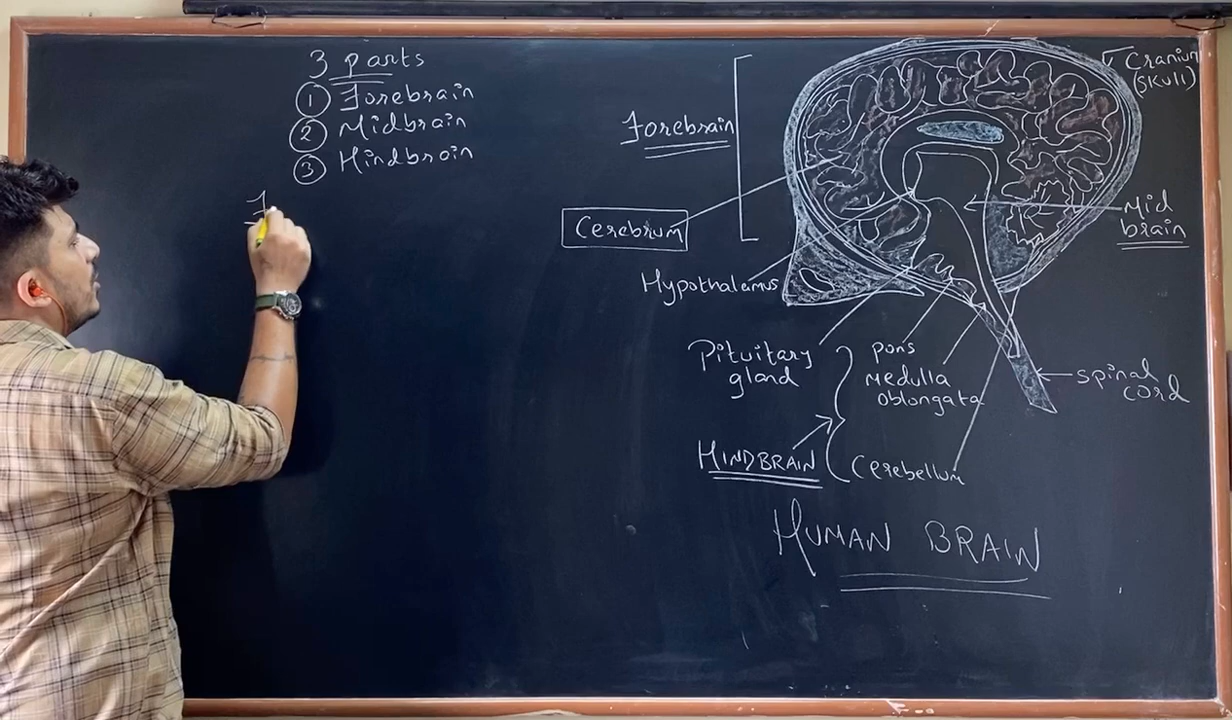 3 parts
1 Forebrain
2 Midbrain
3 Hindbrain
F
Forebrain
Cerebrum
Hypothalamus
Pituitary
gland
HINDBRAIN
Pons
Medulla
oblongata
Cerebellum
Cranium
(Skull)
Mid
brain
Spinal
cord
HUMAN BRAIN